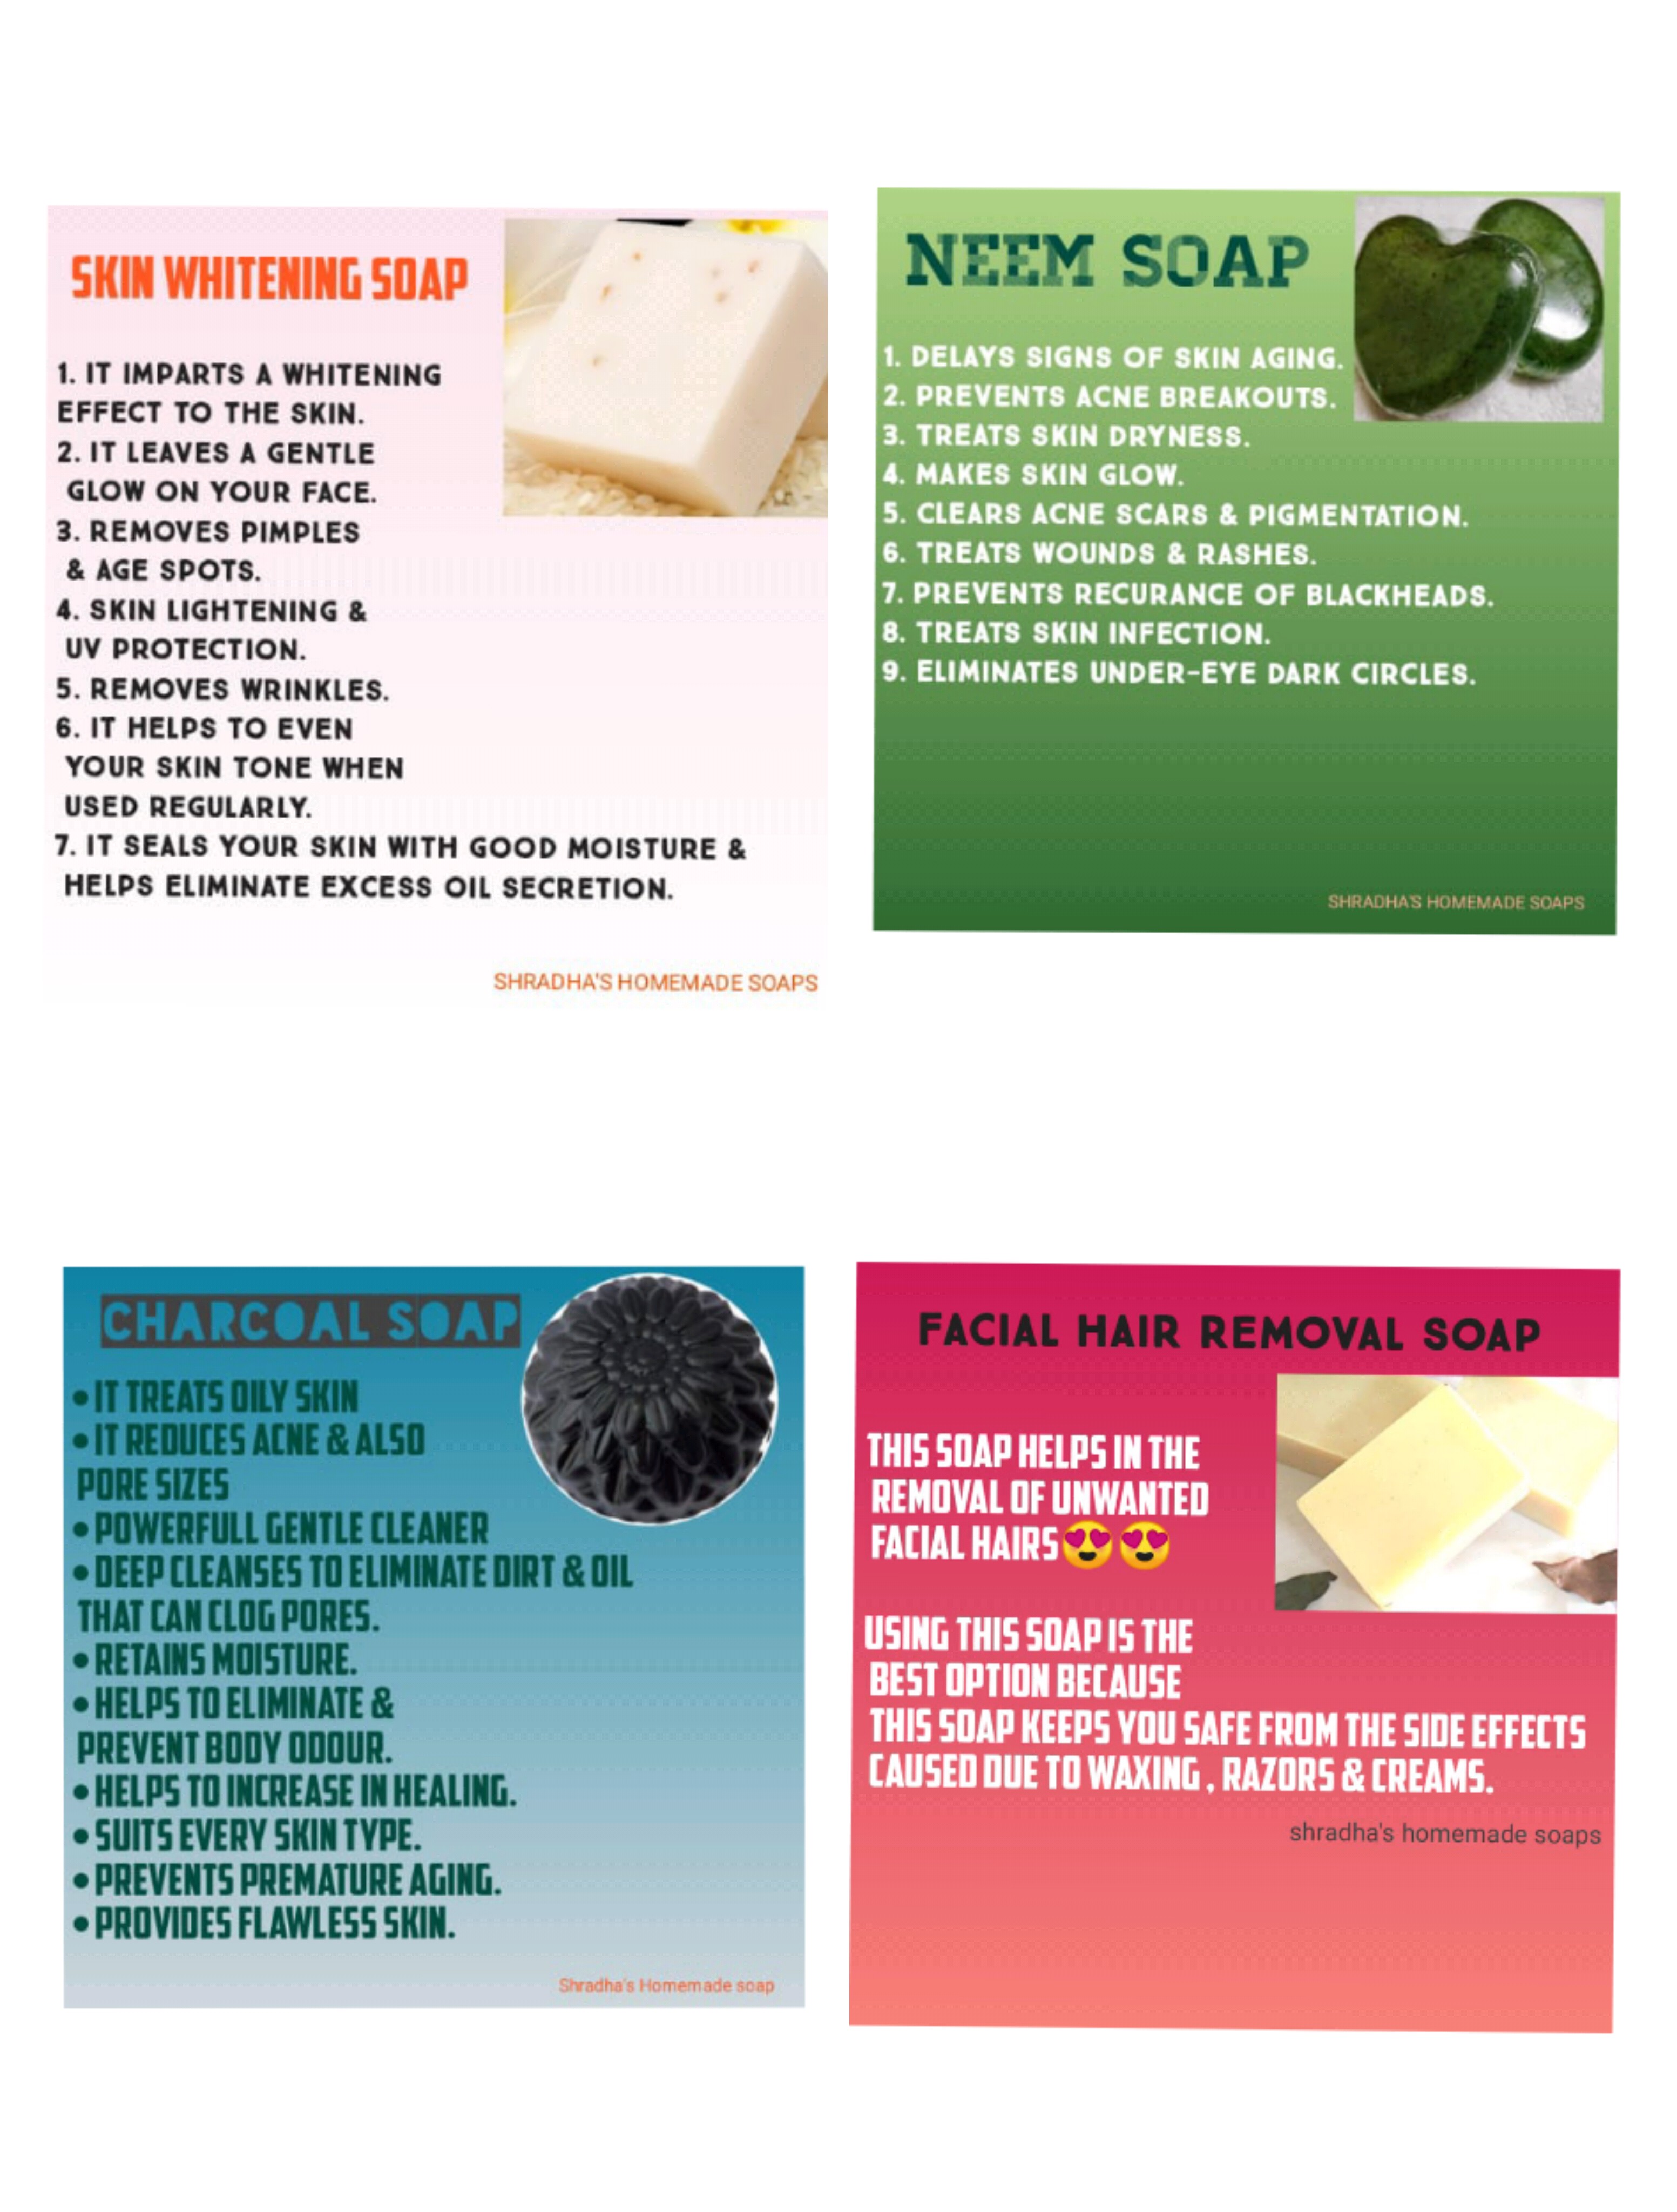 SKIN WHITENING SOAP
1. IT IMPARTS A WHITENING
EFFECT TO THE SKIN.
2. IT LEAVES A GENTLE
GLOW ON YOUR FACE.
3. REMOVES PIMPLES
& AGE SPOTS.
4. SKIN LIGHTENING &
UV PROTECTION.
5. REMOVES WRINKLES.
6. IT HELPS TO EVEN
YOUR SKIN TONE WHEN
USED REGULARLY.
7. IT SEALS YOUR SKIN WITH GOOD MOISTURE &
HELPS ELIMINATE EXCESS OIL SECRETION.
SHRADHA'S HOMEMADE SOAPS
NEEM SOAP
1. DELAYS SIGNS OF SKIN AGING.
2. PREVENTS ACNE BREAKOUTS.
3. TREATS SKIN DRYNESS.
4. MAKES SKIN GLOW.
5. CLEARS ACNE SCARS & PIGMENTATION.
6. TREATS WOUNDS & RASHES.
7. PREVENTS RECURANCE OF BLACKHEADS.
8. TREATS SKIN INFECTION.
9. ELIMINATES UNDER-EYE DARK CIRCLES.
SHRADHA'S HOMEMADE SOAPS
CHARCOAL SOAP
• IT TREATS OILY SKIN
• IT REDUCES ACNE & ALSO
PORE SIZES
• POWERFULL GENTLE CLEANER
• DEEP CLEANSES TO ELIMINATE DIRT & OIL
THAT CAN CLOG PORES.
• RETAINS MOISTURE.
• HELPS TO ELIMINATE &
PREVENT BODY ODOUR.
• HELPS TO INCREASE IN HEALING.
• SUITS EVERY SKIN TYPE.
• PREVENTS PREMATURE AGING.
• PROVIDES FLAWLESS SKIN.
Shradha's Homemade soap
FACIAL HAIR REMOVAL SOAP
THIS SOAP HELPS IN THE
REMOVAL OF UNWANTED
FACIAL HAIRS😍😍
USING THIS SOAP IS THE
BEST OPTION BECAUSE
THIS SOAP KEEPS YOU SAFE FROM THE SIDE EFFECTS
CAUSED DUE TO WAXING , RAZORS & CREAMS.
shradha's homemade soaps